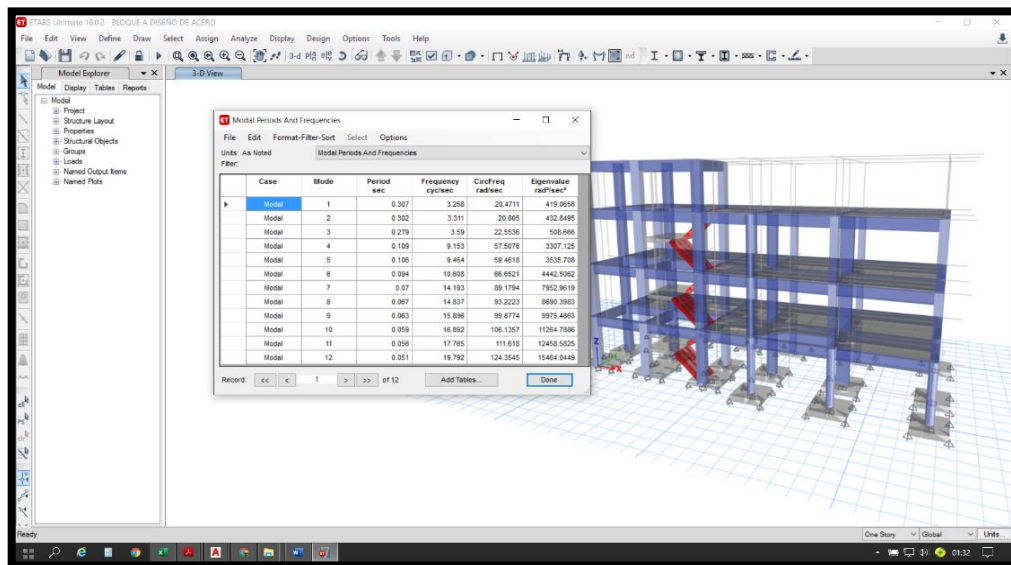 ETABS Ultimate 18.0.2 - BLOQUE A DISEÑO DE ACERO
File Edit View Define Draw Select Assign Analyze Display Design Options Tools Help
Model Explorer
3-D View
Model Display Tables Reports
Model
Project
Structure Layout
Properties
Structural Objects
Groups
Loads
Named Output Items
Named Plots
Modal Periods And Frequencies
File Edit Format-Filter-Sort Select Options
Units: As Noted Modal Periods And Frequencies
Filter:
Case Mode Period Frequency CircFreq Eigenvalue
sec cyc/sec rad/sec rad²/sec²
Modal 1 0.307 3.258 20.4711 419.0656
Modal 2 0.302 3.311 20.805 432.8495
Modal 3 0.279 3.59 22.5536 508.666
Modal 4 0.109 9.153 57.5076 3307.125
Modal 5 0.106 9.464 59.4618 3535.708
Modal 6 0.094 10.608 66.6521 4442.5062
Modal 7 0.07 14.193 89.1794 7952.9619
Modal 8 0.067 14.837 93.2223 8690.3983
Modal 9 0.063 15.896 99.8774 9975.4863
Modal 10 0.059 16.892 106.1357 11264.7886
Modal 11 0.056 17.765 111.618 12458.5825
Modal 12 0.051 19.792 124.3545 15464.0449
Record: << < 1 > >> of 12 Add Tables... Done
Z
X
Ready
One Story Global Units...
01:32